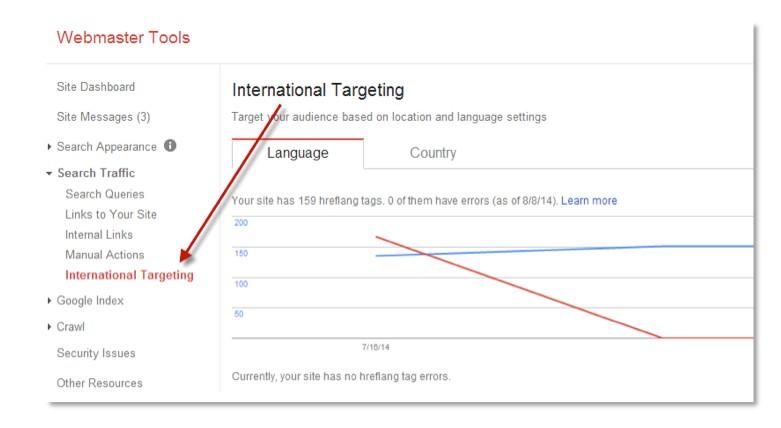 Webmaster Tools
Site Dashboard
Site Messages (3)
Search Appearance
Search Traffic
Search Queries
Links to Your Site
Internal Links
Manual Actions
International Targeting
Google Index
Crawl
Security Issues
Other Resources
International Targeting
Target your audience based on location and language settings
Language Country
Your site has 159 hreflang tags. 0 of them have errors (as of 8/8/14). Learn more
200
150
100
50
7/16/14
Currently, your site has no hreflang tag errors.